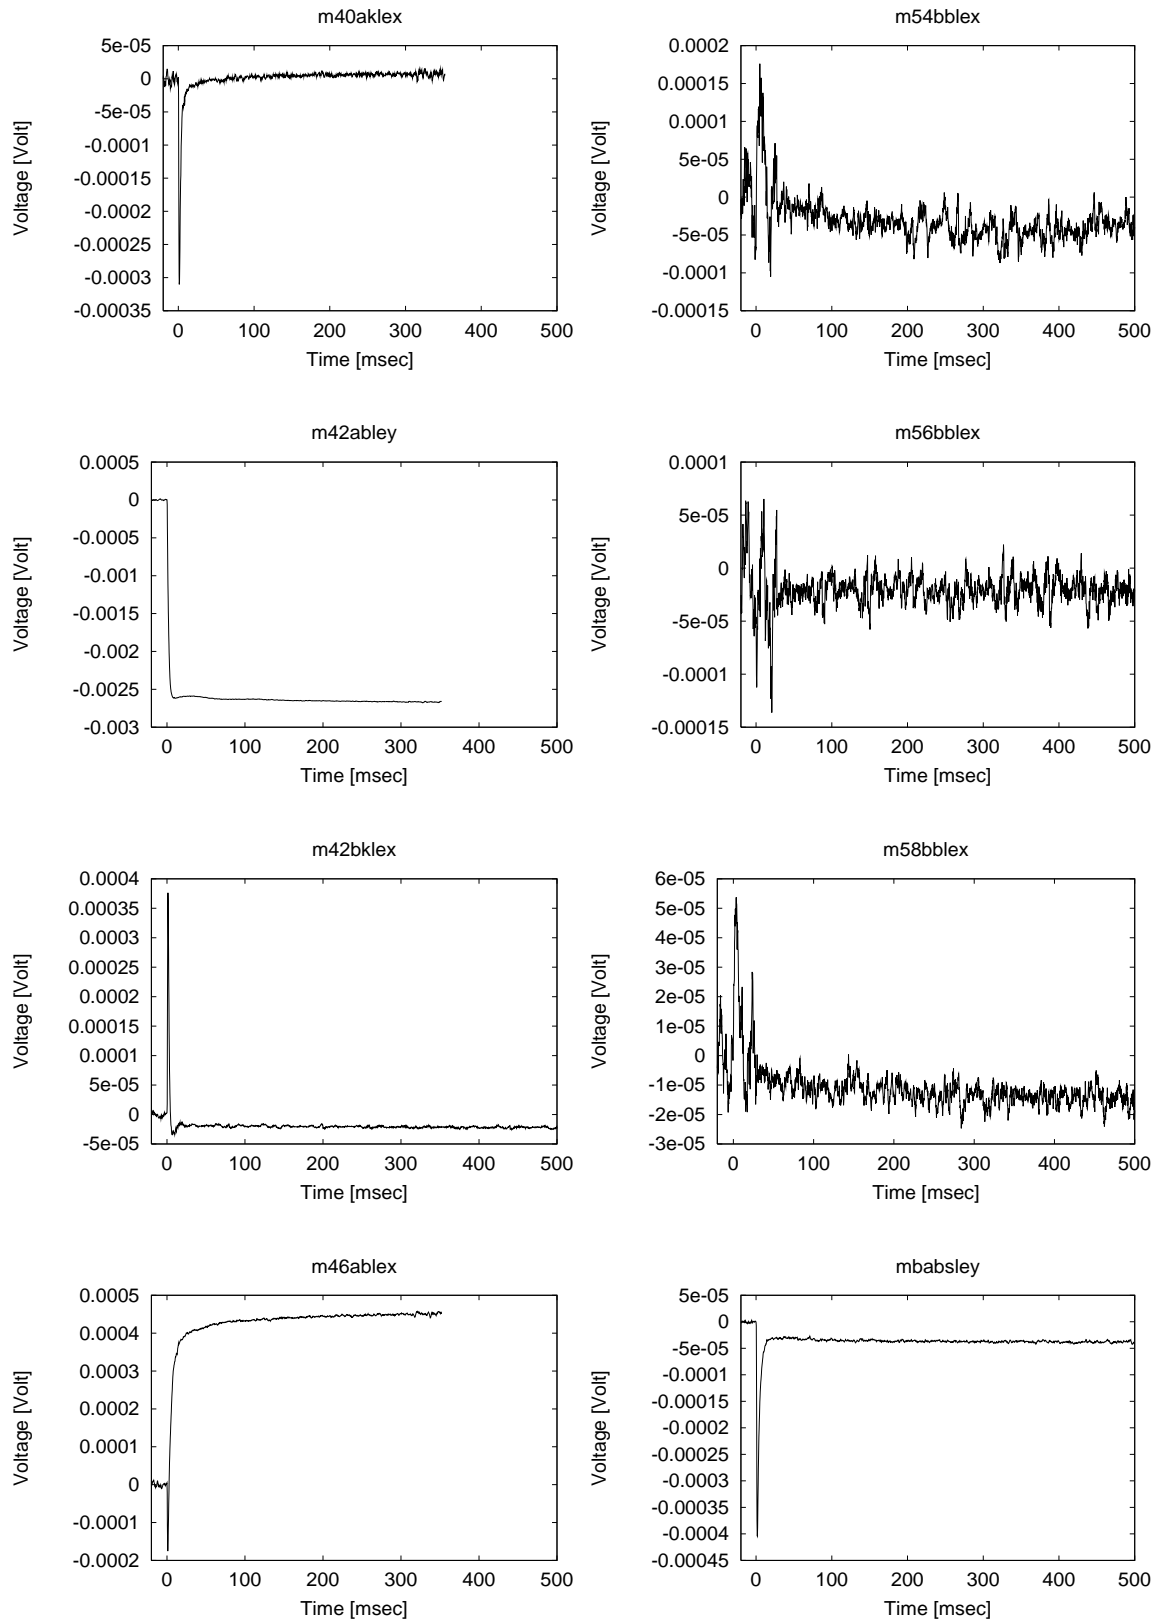 m40aklex
5e-05
0
-5e-05
-0.0001
-0.00015
-0.0002
-0.00025
-0.0003
-0.00035
0 100 200 300 400 500
Time [msec]
Voltage [Volt]
m54bblex
0.0002
0.00015
0.0001
5e-05
0
-5e-05
-0.0001
-0.00015
0 100 200 300 400 500
Time [msec]
Voltage [Volt]
m42abley
0.0005
0
-0.0005
-0.001
-0.0015
-0.002
-0.0025
-0.003
0 100 200 300 400 500
Time [msec]
Voltage [Volt]
m56bblex
0.0001
5e-05
0
-5e-05
-0.0001
-0.00015
0 100 200 300 400 500
Time [msec]
Voltage [Volt]
m42bklex
0.0004
0.00035
0.0003
0.00025
0.0002
0.00015
0.0001
5e-05
0
-5e-05
0 100 200 300 400 500
Time [msec]
Voltage [Volt]
m58bblex
6e-05
5e-05
4e-05
3e-05
2e-05
1e-05
0
-1e-05
-2e-05
-3e-05
0 100 200 300 400 500
Time [msec]
Voltage [Volt]
m46ablex
0.0005
0.0004
0.0003
0.0002
0.0001
0
-0.0001
-0.0002
0 100 200 300 400 500
Time [msec]
Voltage [Volt]
mbabsley
5e-05
0
-5e-05
-0.0001
-0.00015
-0.0002
-0.00025
-0.0003
-0.00035
-0.0004
-0.00045
0 100 200 300 400 500
Time [msec]
Voltage [Volt]